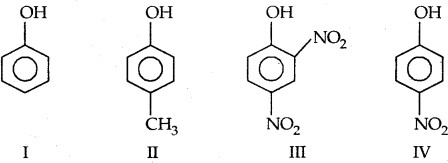 OH OH OH OH
NO₂
CH₃ NO₂ NO₂
I II III IV